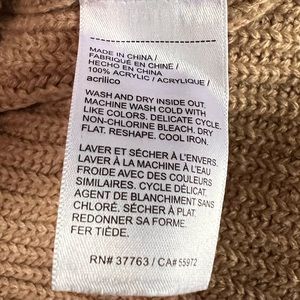 MADE IN CHINA /
FABRIQUÉ EN CHINE /
HECHO EN CHINA
100% ACRYLIC / ACRYLIQUE /
acrilico
WASH AND DRY INSIDE OUT.
MACHINE WASH COLD WITH
LIKE COLORS. DELICATE CYCLE.
NON-CHLORINE BLEACH. DRY
FLAT. RESHAPE. COOL IRON.
LAVER ET SÉCHER À L'ENVERS.
LAVER À LA MACHINE À L'EAU
FROIDE AVEC DES COULEURS
SIMILAIRES. CYCLE DÉLICAT.
AGENT DE BLANCHIMENT SANS
CHLORE. SÉCHER À PLAT.
REDONNER SA FORME
FER TIÈDE.
RN# 37763 / CA# 55972